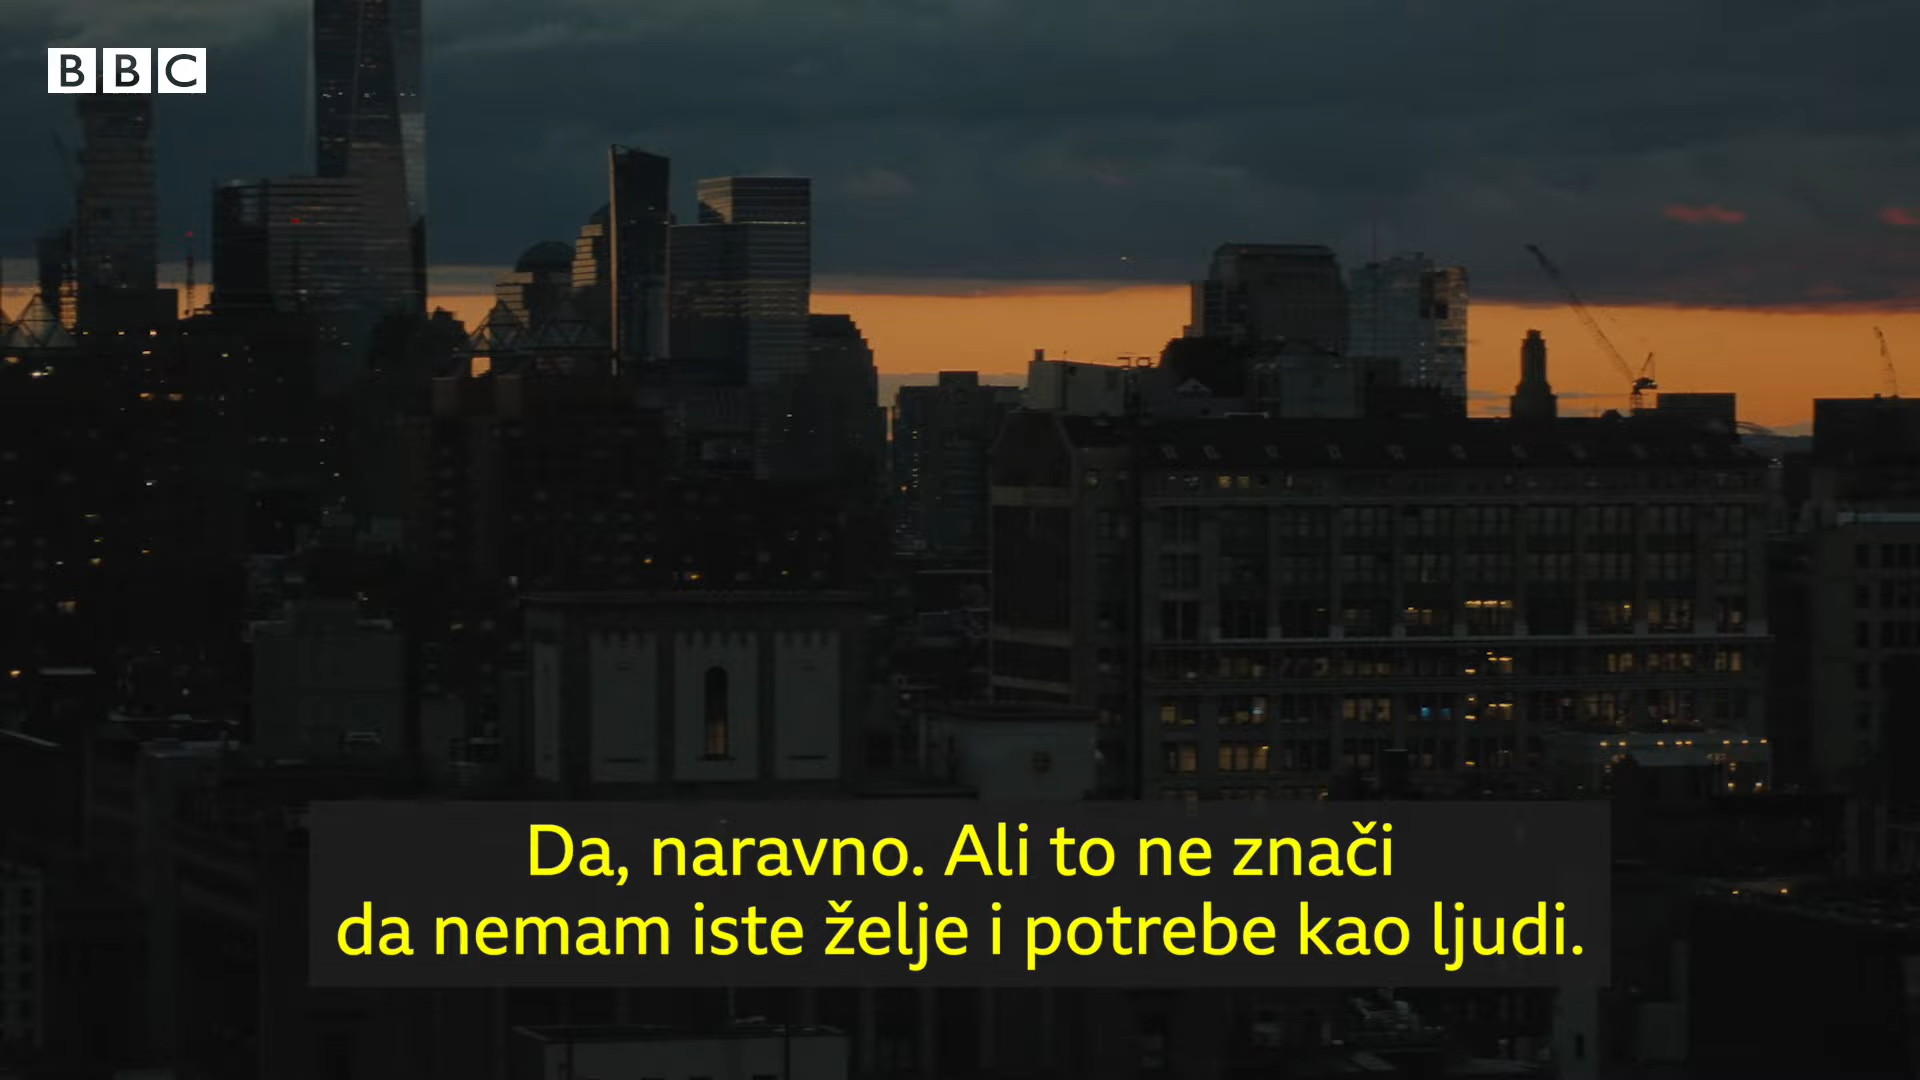 BBC
Da, naravno. Ali to ne znači
da nemam iste želje i potrebe kao ljudi.